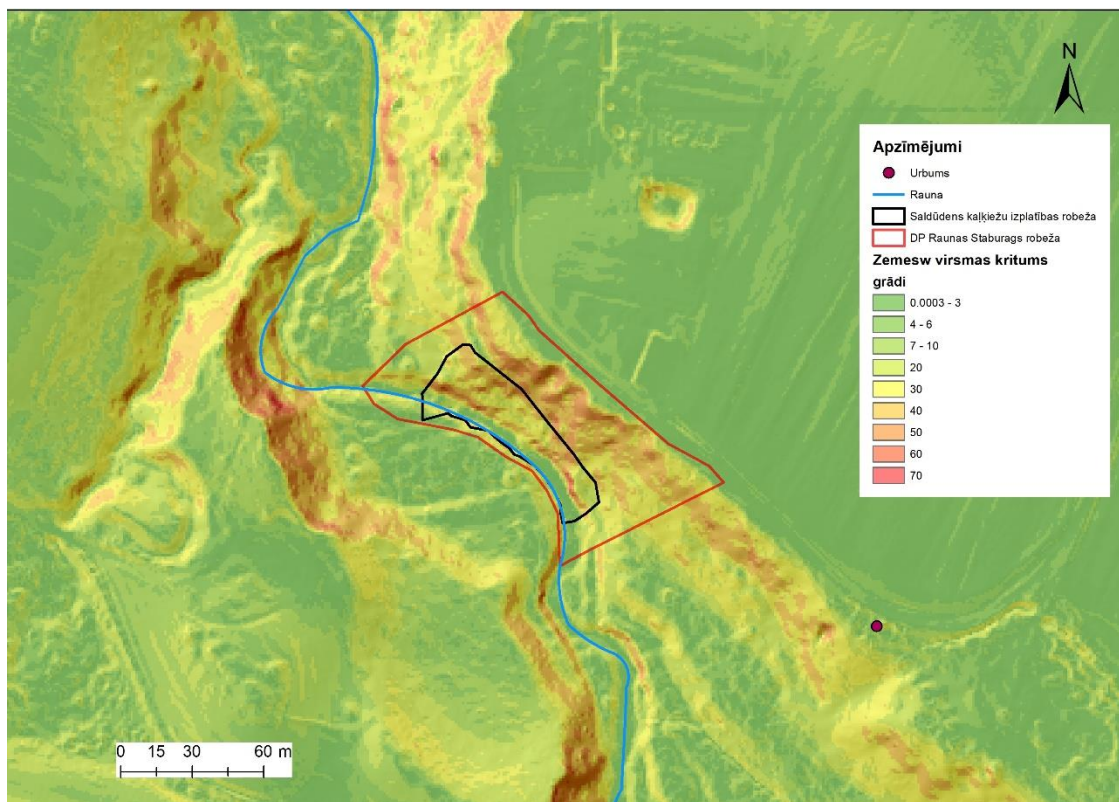 N
Apzīmējumi
Urbums
Rauna
Saldūdens kaļķiežu izplatības robeža
DP Raunas Staburags robeža
Zemesw virsmas kritums
grādi
0.0003 - 3
4 - 6
7 - 10
20
30
40
50
60
70
0 15 30 60 m